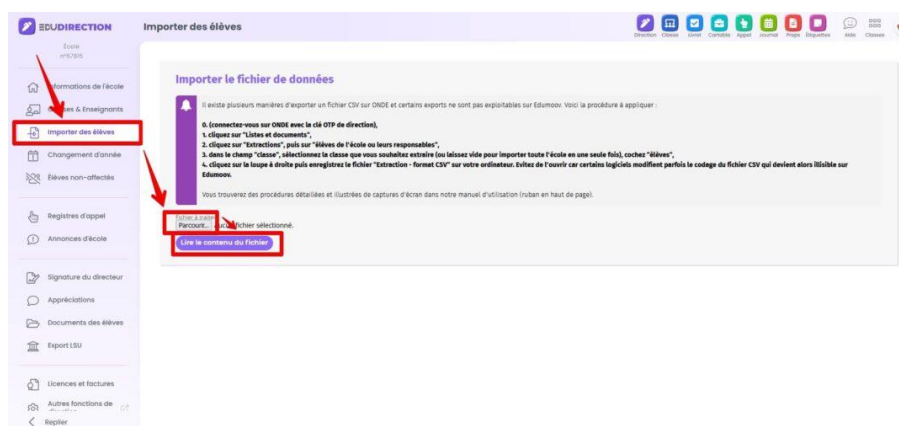 EDUDIRECTION
Importer des élèves
Direction Classe Livret Cantable Appel Journal Props Étiquettes Aide Classes
École
n°67815
Informations de l'école
Classes & Enseignants
Importer des élèves
Changement d'année
Élèves non-affectés
Registres d'appel
Annonces d'école
Signature du directeur
Appréciations
Documents des élèves
Export LSU
Licences et factures
Autres fonctions de
Replier
Importer le fichier de données
Il existe plusieurs manières d'exporter un fichier CSV sur ONDE et certains exports ne sont pas exploitables sur Edumoov. Voici la procédure à appliquer :
0. (connectez-vous sur ONDE avec la clé OTP de direction),
1. cliquez sur "Listes et documents",
2. cliquez sur "Extractions", puis sur "élèves de l'école ou leurs responsables",
3. dans le champ "classe", sélectionnez la classe que vous souhaitez extraire (ou laissez vide pour importer toute l'école en une seule fois), cochez "élèves",
4. cliquez sur la loupe à droite puis enregistrez le fichier "Extraction - format CSV" sur votre ordinateur. Evitez de l'ouvrir car certains logiciels modifient parfois le codage du fichier CSV qui devient alors illisible sur
Edumoov.
Vous trouverez des procédures détaillées et illustrées de captures d'écran dans notre manuel d'utilisation (ruban en haut de page).
Fichier à
Parcourir... Aucun fichier sélectionné.
Lire le contenu du fichier